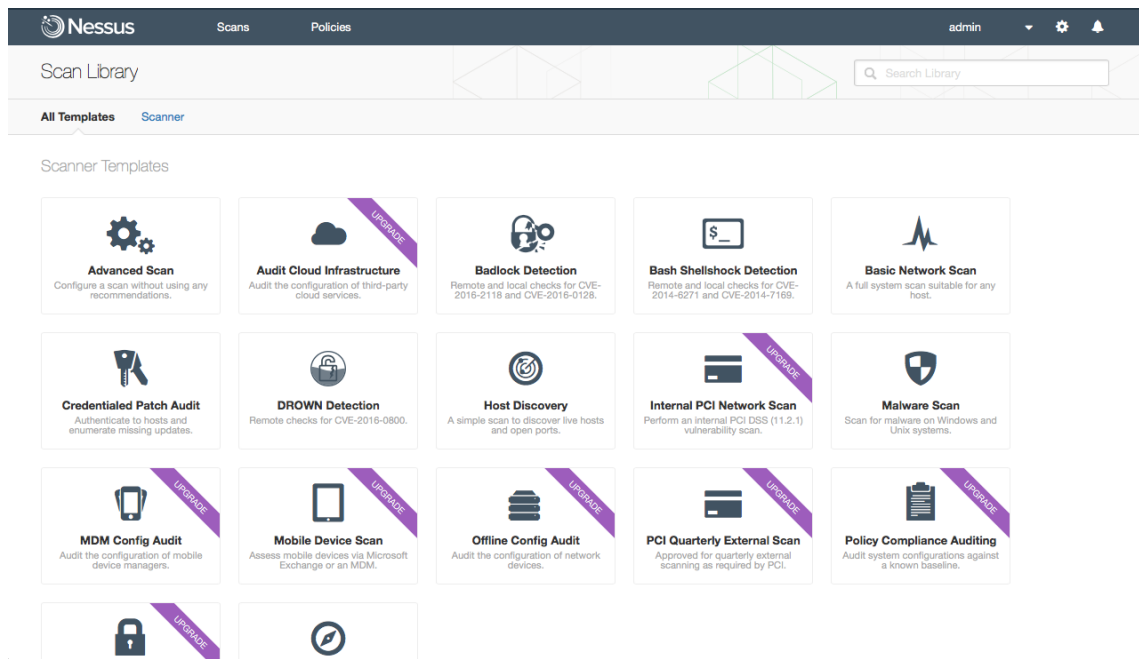 Nessus Scans Policies admin
Scan Library
Search Library
All Templates Scanner
Scanner Templates
UPGRADE
Advanced Scan
Configure a scan without using any
recommendations.
Audit Cloud Infrastructure
Audit the configuration of third-party
cloud services.
Badlock Detection
Remote and local checks for CVE-
2016-2118 and CVE-2016-0128.
$_
Bash Shellshock Detection
Remote and local checks for CVE-
2014-6271 and CVE-2014-7169.
Basic Network Scan
A full system scan suitable for any
host.
Credentialed Patch Audit
Authenticate to hosts and
enumerate missing updates.
DROWN Detection
Remote checks for CVE-2016-0800.
Host Discovery
A simple scan to discover live hosts
and open ports.
UPGRADE
Internal PCI Network Scan
Perform an internal PCI DSS (11.2.1)
vulnerability scan.
Malware Scan
Scan for malware on Windows and
Unix systems.
UPGRADE
MDM Config Audit
Audit the configuration of mobile
device managers.
UPGRADE
Mobile Device Scan
Assess mobile devices via Microsoft
Exchange or an MDM.
UPGRADE
Offline Config Audit
Audit the configuration of network
devices.
UPGRADE
PCI Quarterly External Scan
Approved for quarterly external
scanning as required by PCI.
UPGRADE
Policy Compliance Auditing
Audit system configurations against
a known baseline.
UPGRADE